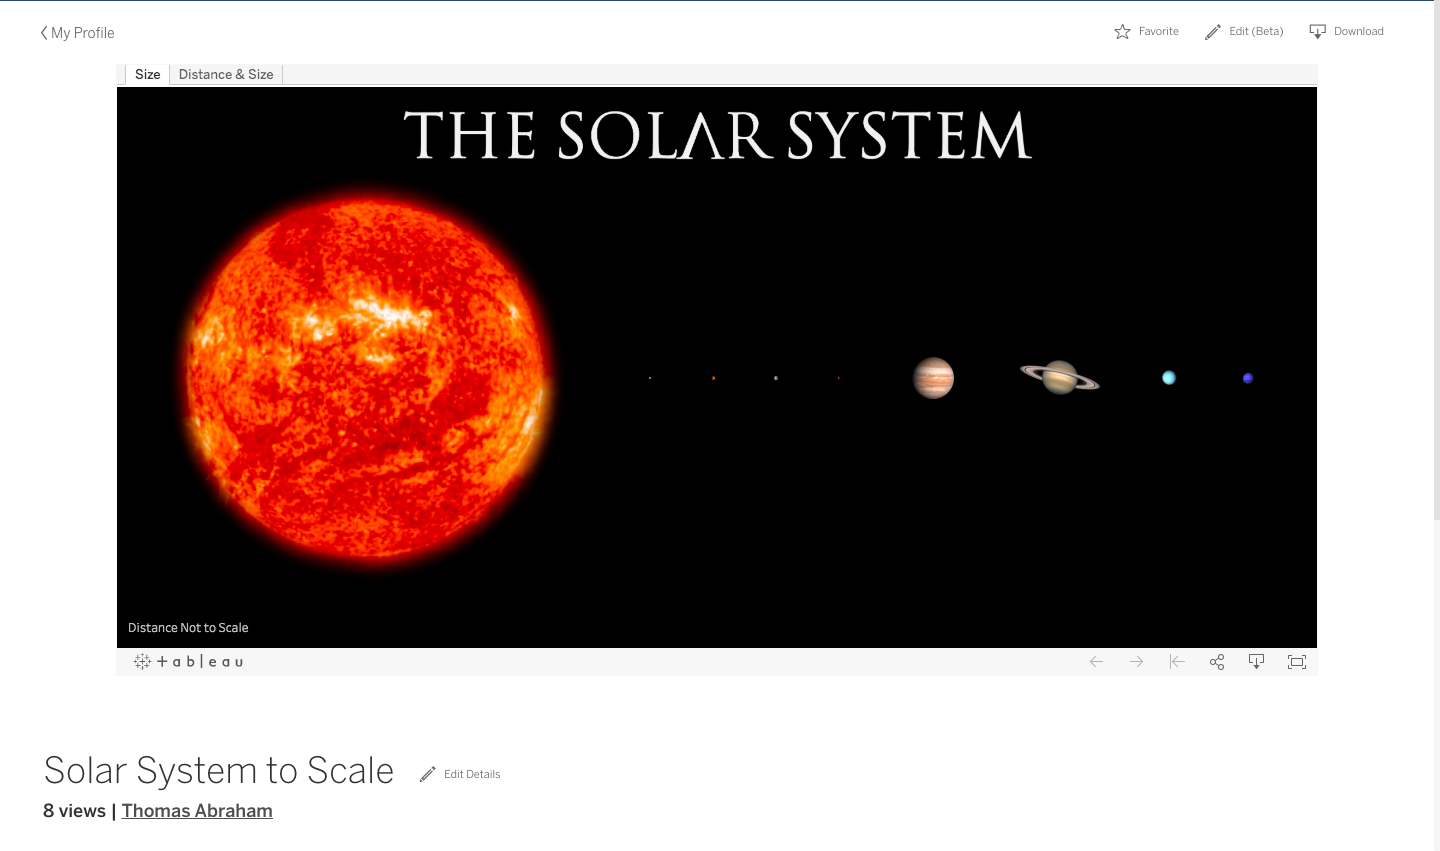 My Profile
Favorite Edit (Beta) Download
Size Distance & Size
THE SOLAR SYSTEM
Distance Not to Scale
+ a b l e a u
Solar System to Scale Edit Details
8 views | Thomas Abraham